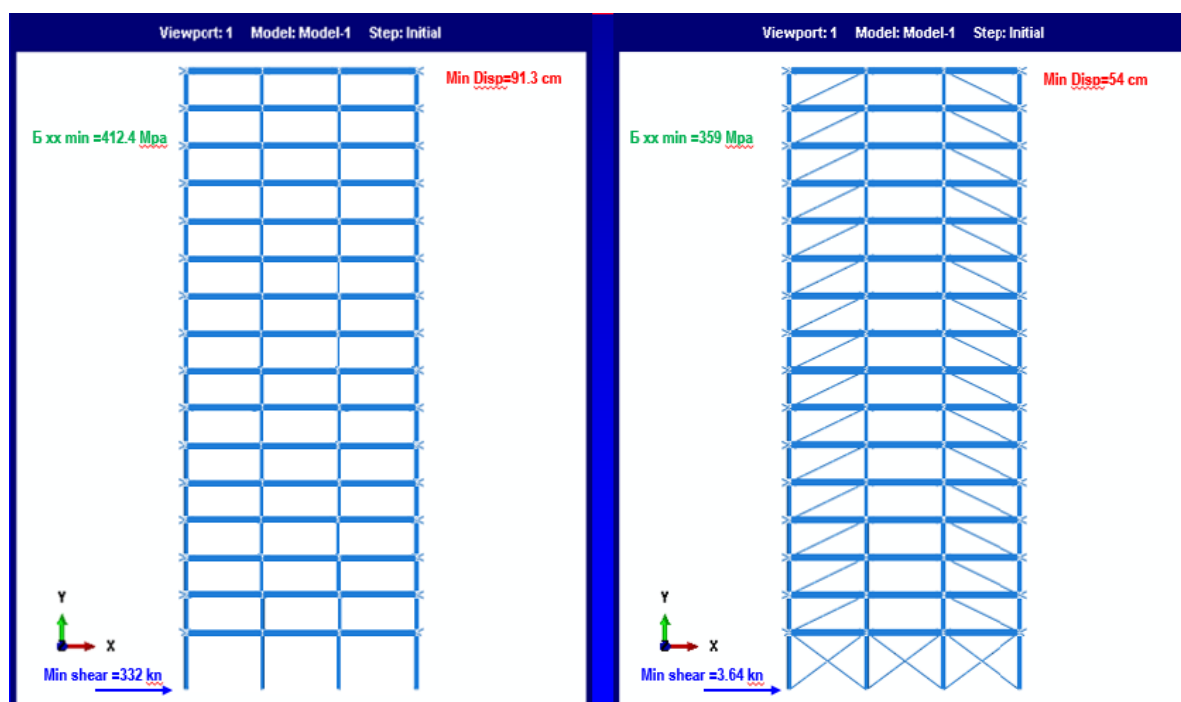 Viewport: 1 Model: Model-1 Step: Initial
Min Disp=91.3 cm
Б xx min =412.4 Mpa
Y
X
Min shear =332 kn
Viewport: 1 Model: Model-1 Step: Initial
Min Disp=54 cm
Б xx min =359 Mpa
Y
X
Min shear =3.64 kn